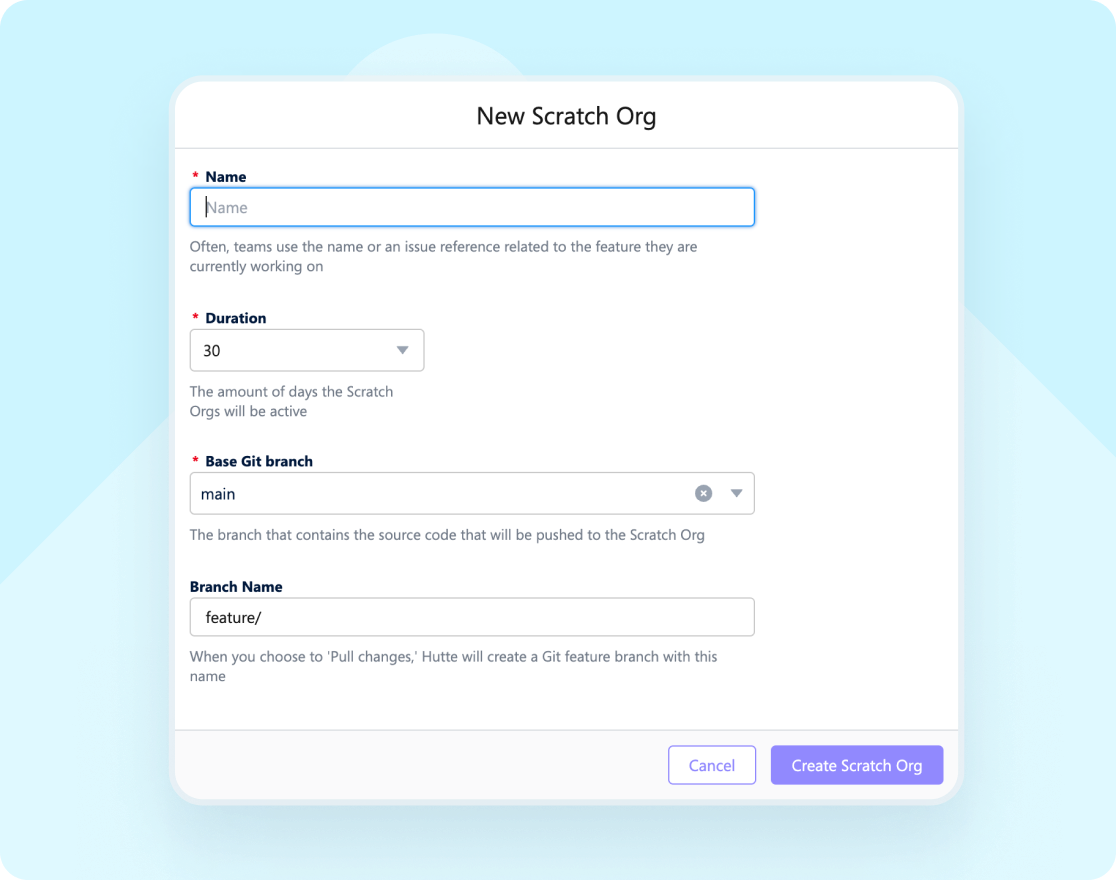 New Scratch Org
* Name
Name
Often, teams use the name or an issue reference related to the feature they are
currently working on
* Duration
30
The amount of days the Scratch
Orgs will be active
* Base Git branch
main
The branch that contains the source code that will be pushed to the Scratch Org
Branch Name
feature/
When you choose to 'Pull changes,' Hutte will create a Git feature branch with this
name
Cancel
Create Scratch Org